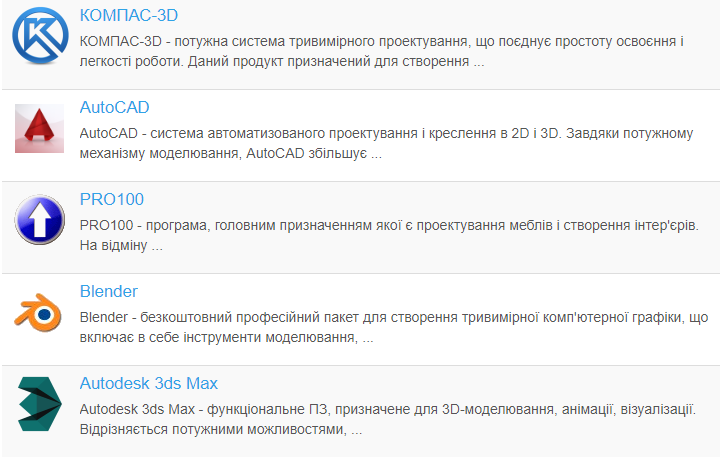 КОМПАС-3D
КОМПАС-3D - потужна система тривимірного проектування, що поєднує простоту освоєння і
легкості роботи. Даний продукт призначений для створення ...
AutoCAD
AutoCAD - система автоматизованого проектування і креслення в 2D і 3D. Завдяки потужному
механізму моделювання, AutoCAD збільшує ...
PRO100
PRO100 - програма, головним призначенням якої є проектування меблів і створення інтер'єрів.
На відміну ...
Blender
Blender - безкоштовний професійний пакет для створення тривимірної комп'ютерної графіки, що
включає в себе інструменти моделювання, ...
Autodesk 3ds Max
Autodesk 3ds Max - функціональне ПЗ, призначене для 3D-моделювання, анімації, візуалізації.
Відрізняється потужними можливостями, ...